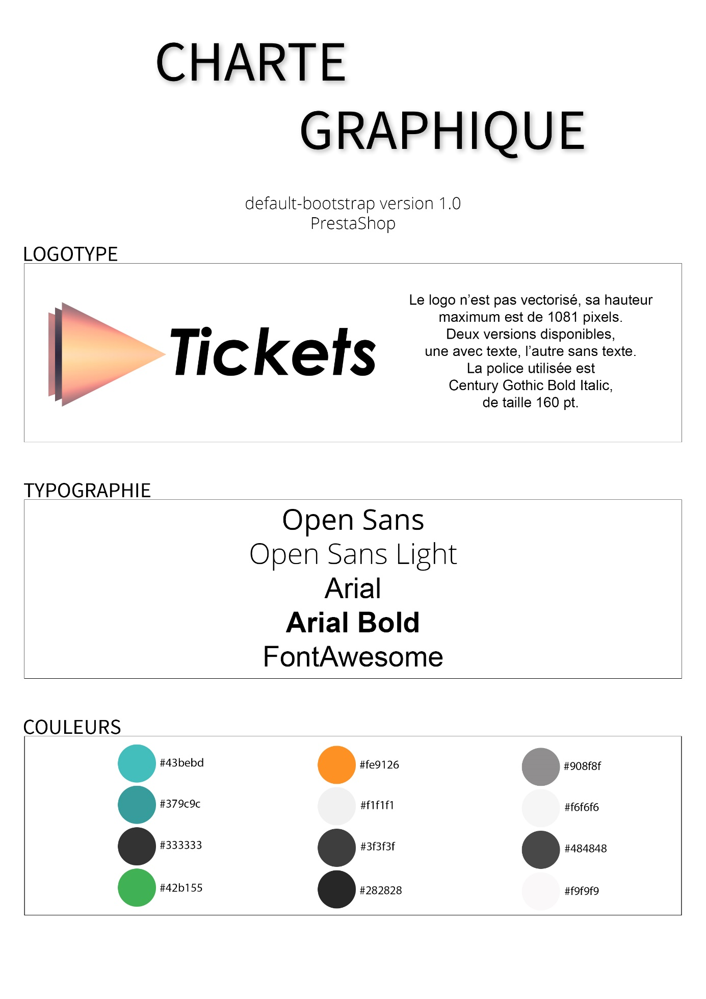 CHARTE
GRAPHIQUE
default-bootstrap version 1.0
PrestaShop
LOGOTYPE
Tickets
Le logo n’est pas vectorisé, sa hauteur
maximum est de 1081 pixels.
Deux versions disponibles,
une avec texte, l’autre sans texte.
La police utilisée est
Century Gothic Bold Italic,
de taille 160 pt.
TYPOGRAPHIE
Open Sans
Open Sans Light
Arial
Arial Bold
FontAwesome
COULEURS
#43bebd #fe9126 #908f8f
#379c9c #f1f1f1 #f6f6f6
#333333 #3f3f3f #484848
#42b155 #282828 #f9f9f9